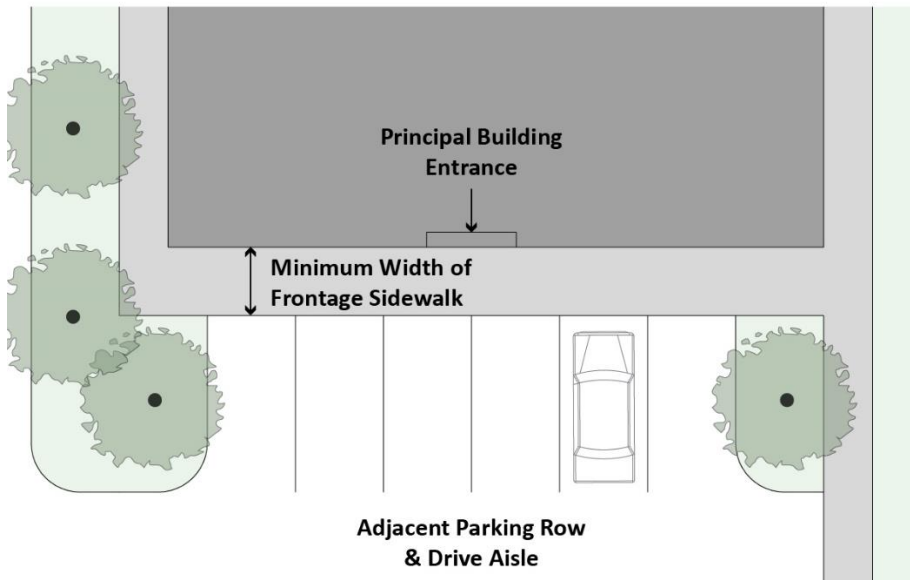 Principal Building
Entrance
Minimum Width of
Frontage Sidewalk
Adjacent Parking Row
& Drive Aisle